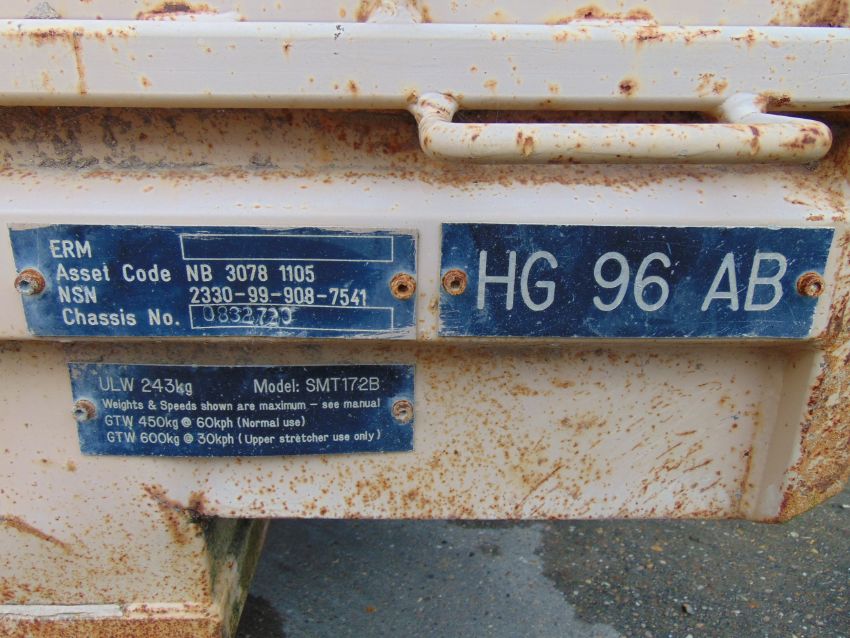 ERM
Asset Code NB 3078 1105
NSN 2330-99-908-7541
Chassis No. 0832723
HG 96 AB
ULW 243kg Model: SMT172B
Weights & Speeds shown are maximum - see manual
GTW 450kg @ 60kph (Normal use)
GTW 600kg @ 30kph (Upper stretcher use only)